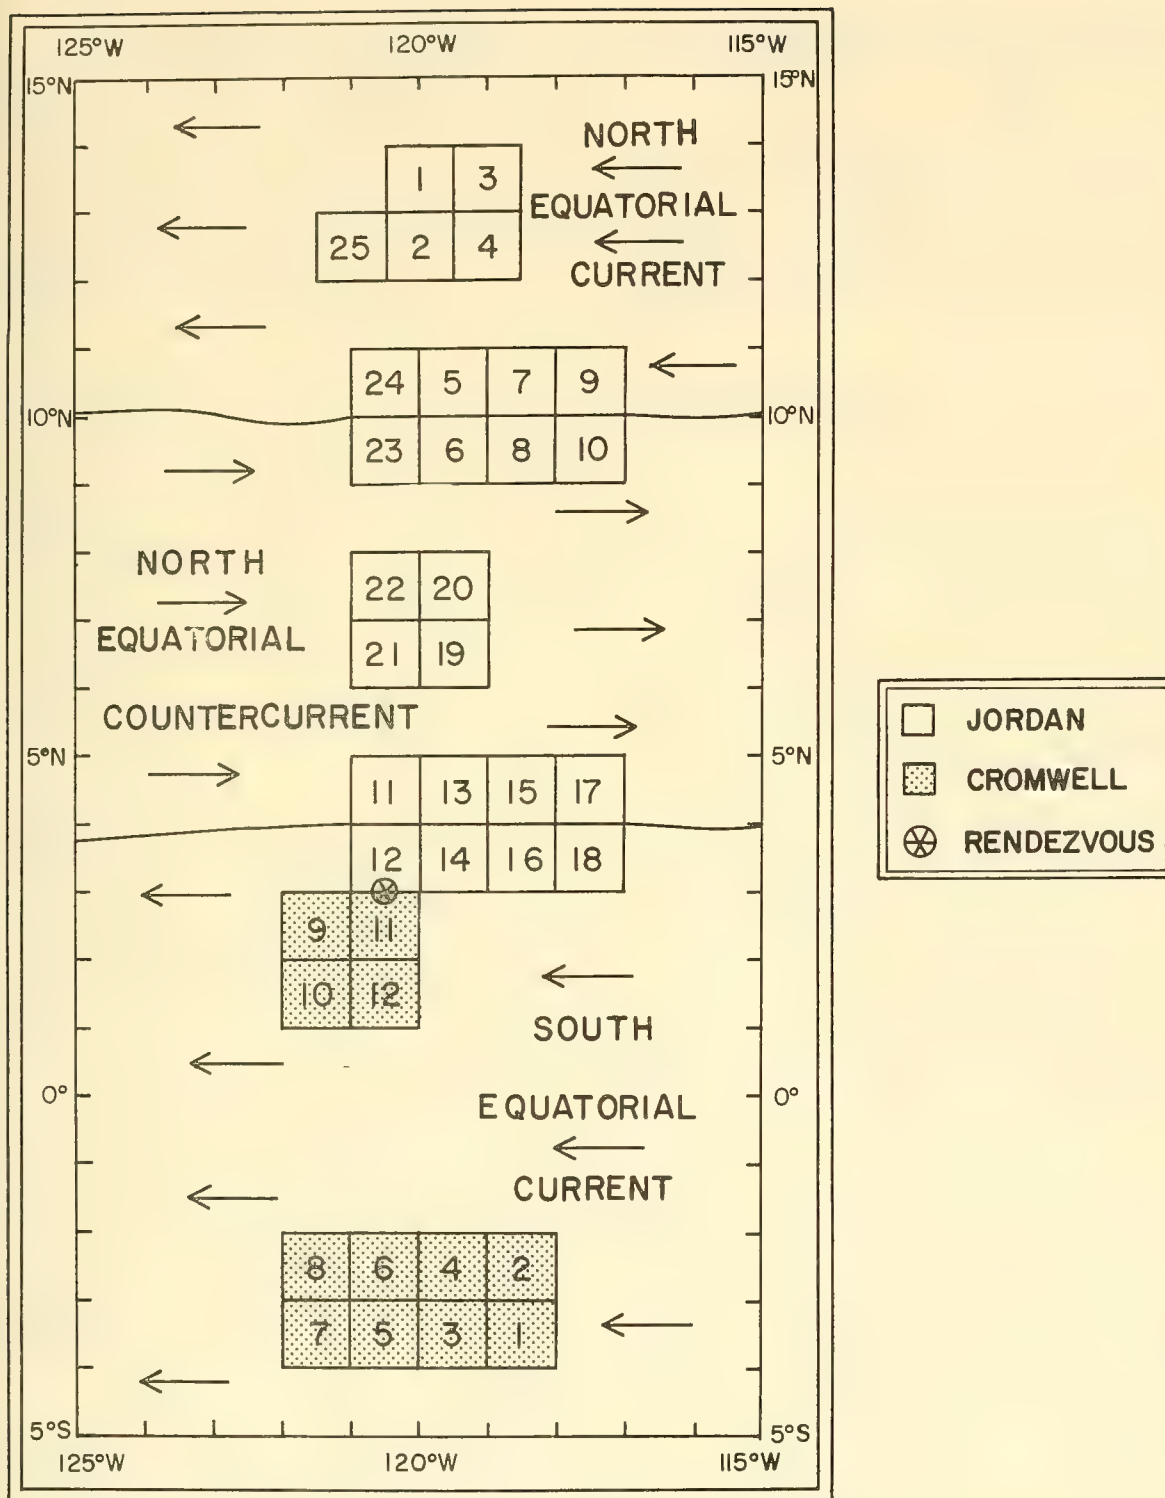 125°W 120°W 115°W
15°N 15°N
NORTH
1 3
EQUATORIAL
25 2 4
CURRENT
24 5 7 9
10°N 10°N
23 6 8 10
NORTH
22 20
EQUATORIAL
21 19
COUNTERCURRENT
5°N 5°N
11 13 15 17
12 14 16 18
9 11
10 12
SOUTH
0° 0°
EQUATORIAL
CURRENT
8 6 4 2
7 5 3 1
5°S 5°S
125°W 120°W 115°W
JORDAN
CROMWELL
RENDEZVOUS